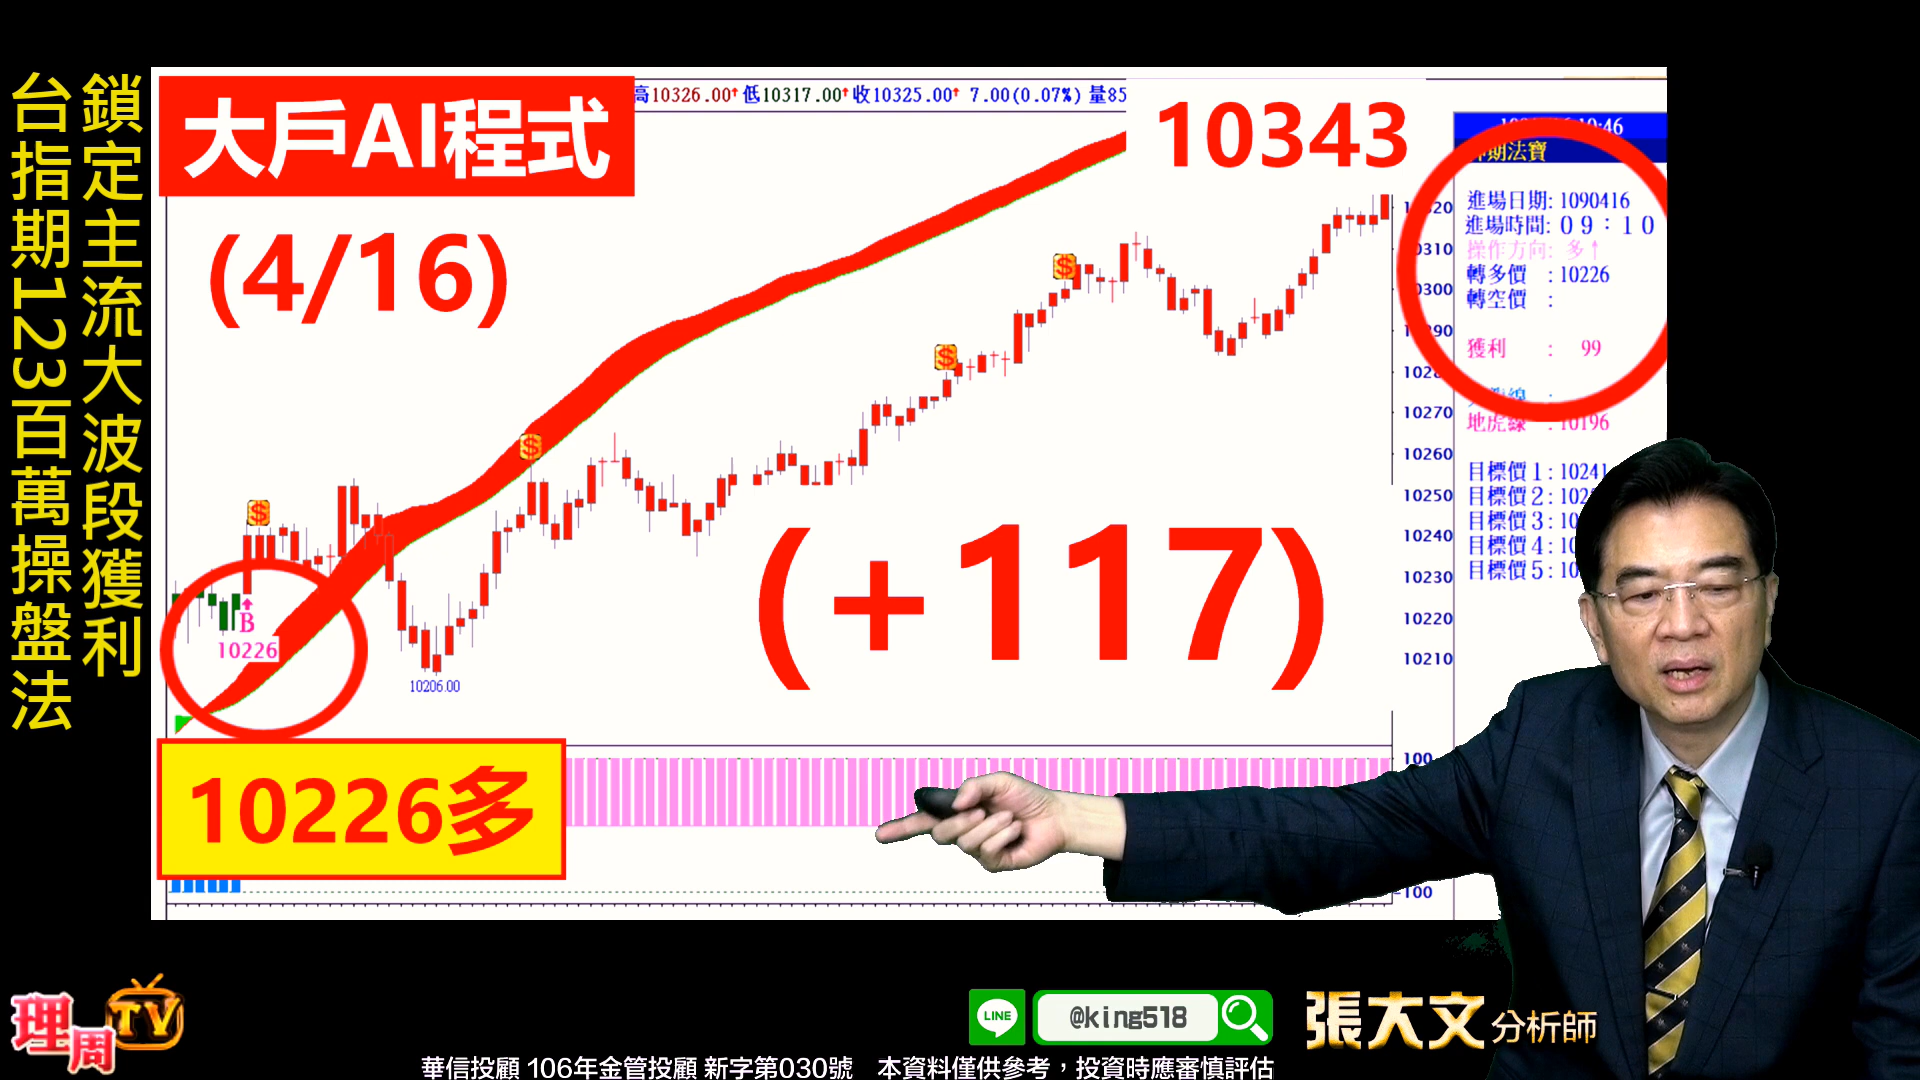 鎖定主流大波段獲利
台指期123百萬操盤法
大戶AI程式
高10326.00↑低10317.00↑收10325.00↑ 7.00(0.07%) 量85
(4/16)
10343
(+117)
B
10226
10206.00
10226多
期法寶
進場日期:1090416
進場時間:09:10
操作方向: 多↑
轉多價 :10226
轉空價 :
獲利 : 99
地虎線 :10196
目標價1:10241
目標價2:102
目標價3:10
目標價4:10
目標價5:10
10310
10300
10270
10260
10250
10240
10230
10220
10210
100
-100
理周TV
LINE
@king518
張大文分析師
華信投顧 106年金管投顧 新字第030號 本資料僅供參考，投資時應審慎評估